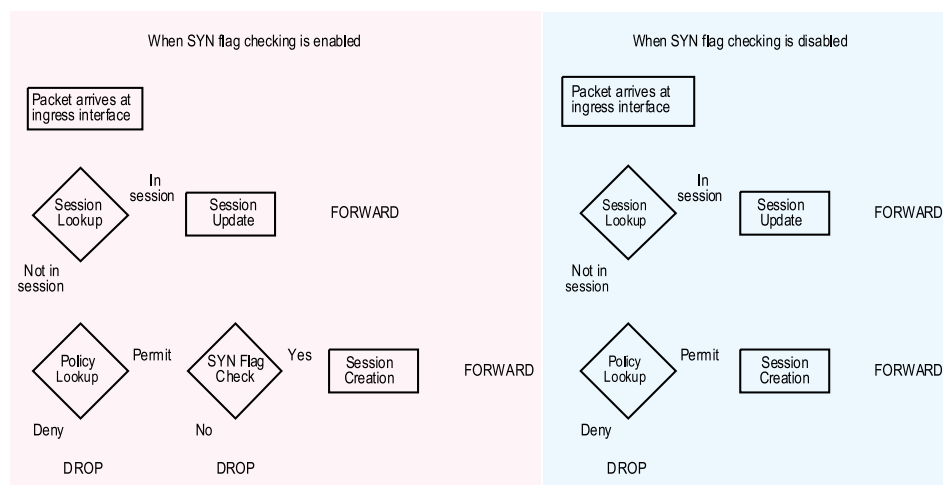 When SYN flag checking is enabled
Packet arrives at
ingress interface
Session
Lookup
In
session
Session
Update
FORWARD
Not in
session
Policy
Lookup
Permit
SYN Flag
Check
Yes
Session
Creation
FORWARD
Deny
No
DROP
DROP
When SYN flag checking is disabled
Packet arrives at
ingress interface
Session
Lookup
In
session
Session
Update
FORWARD
Not in
session
Policy
Lookup
Permit
Session
Creation
FORWARD
Deny
DROP